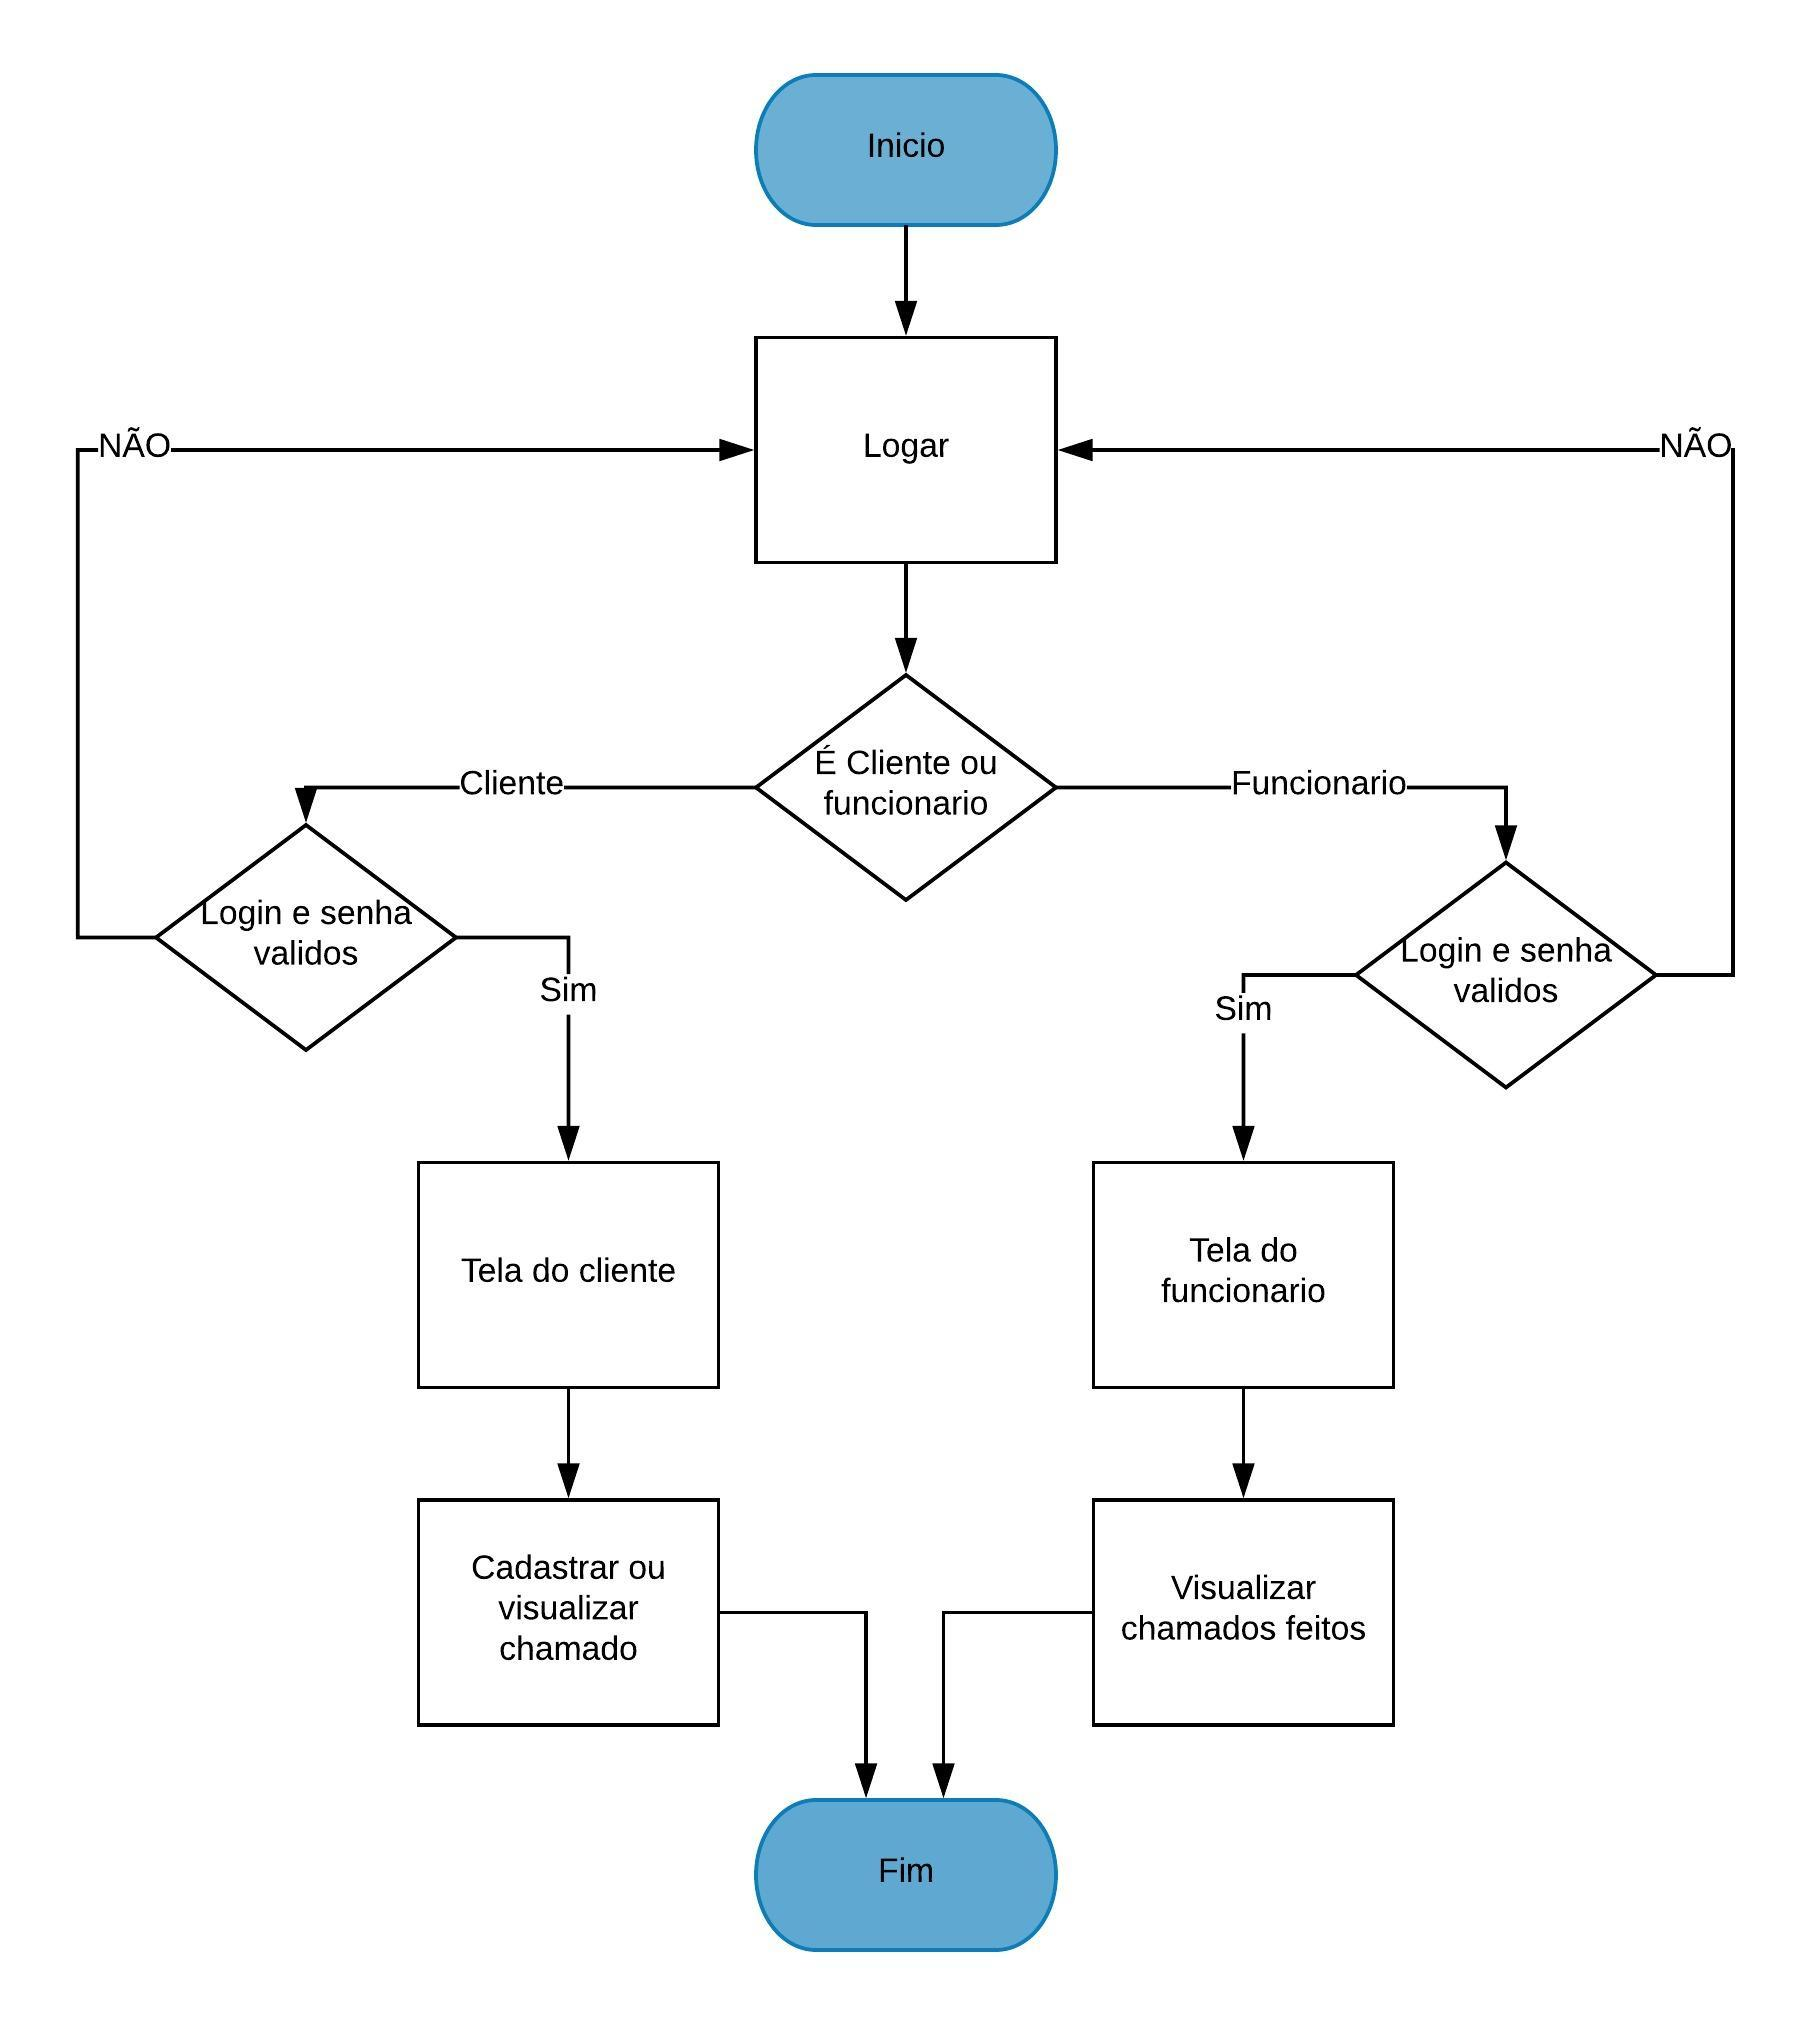 Inicio
NÃO
Logar
NÃO
É Cliente ou
funcionario
Cliente
Funcionario
Login e senha
validos
Login e senha
validos
Sim
Sim
Tela do cliente
Tela do
funcionario
Cadastrar ou
visualizar
chamado
Visualizar
chamados feitos
Fim